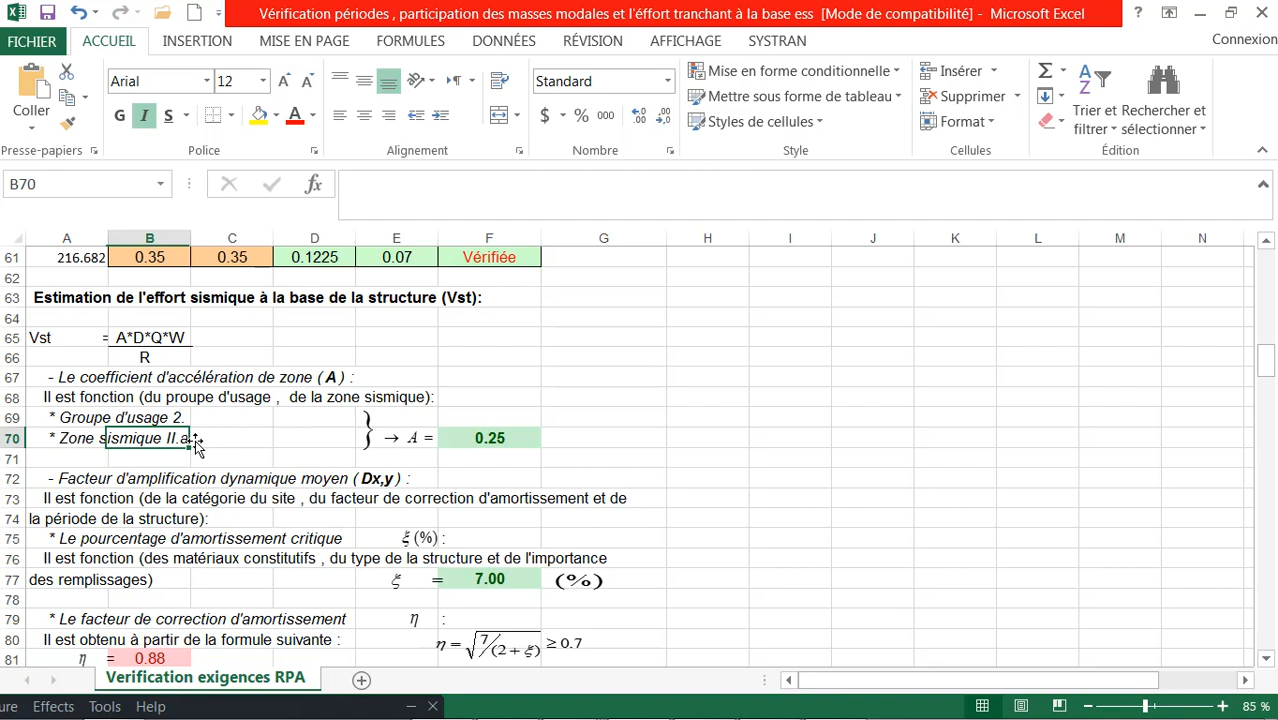 Vérification périodes , participation des masses modales et l'éffort tranchant à la base ess [Mode de compatibilité] - Microsoft Excel
FICHIER ACCUEIL INSERTION MISE EN PAGE FORMULES DONNÉES RÉVISION AFFICHAGE SYSTRAN Connexion
Coller
Arial 12
G I S
Standard
$ % 000
Mise en forme conditionnelle
Mettre sous forme de tableau
Styles de cellules
Insérer
Supprimer
Format
Trier et filtrer
Rechercher et sélectionner
Presse-papiers Police Alignement Nombre Style Cellules Édition
B70 fx
A B C D E F G H I J K L M N
61 216.682 0.35 0.35 0.1225 0.07 Vérifiée
62
63 Estimation de l'effort sismique à la base de la structure (Vst):
64
65 Vst = A*D*Q*W
66 R
67 - Le coefficient d'accélération de zone ( A ) :
68 Il est fonction (du proupe d'usage , de la zone sismique):
69 * Groupe d'usage 2.
70 * Zone sismique II.a } → A = 0.25
71
72 - Facteur d'amplification dynamique moyen ( Dx,y ) :
73 Il est fonction (de la catégorie du site , du facteur de correction d'amortissement et de
74 la période de la structure):
75 * Le pourcentage d'amortissement critique ξ (%) :
76 Il est fonction (des matériaux constitutifs , du type de la structure et de l'importance
77 des remplissages) ξ = 7.00 (%)
78
79 * Le facteur de correction d'amortissement η :
80 Il est obtenu à partir de la formule suivante : η = √7/(2 + ξ) ≥ 0.7
81 η = 0.88
Verification exigences RPA
ure Effects Tools Help
85 %